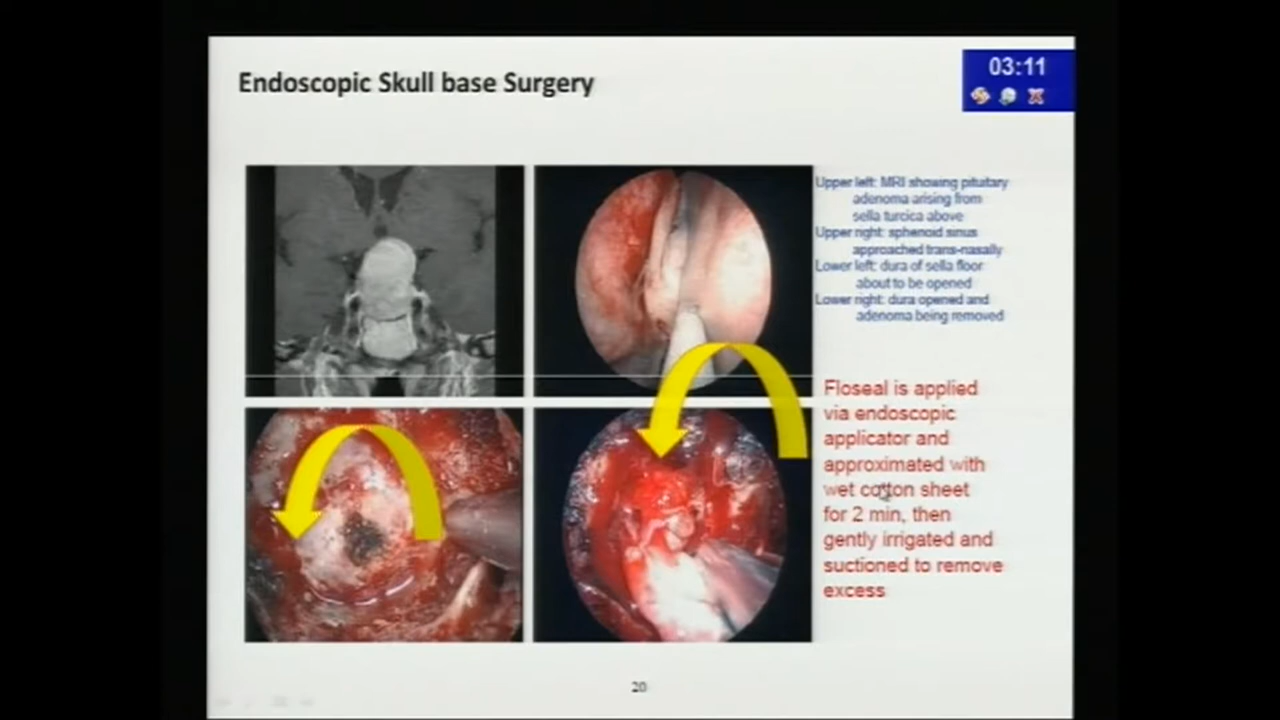 Endoscopic Skull base Surgery
03:11
Upper left: MRI showing pituitary
adenoma arising from
sella turcica above
Upper right: sphenoid sinus
approached trans-nasally
Lower left: dura of sella floor
about to be opened
Lower right: dura opened and
adenoma being removed
Floseal is applied
via endoscopic
applicator and
approximated with
wet cotton sheet
for 2 min, then
gently irrigated and
suctioned to remove
excess
20